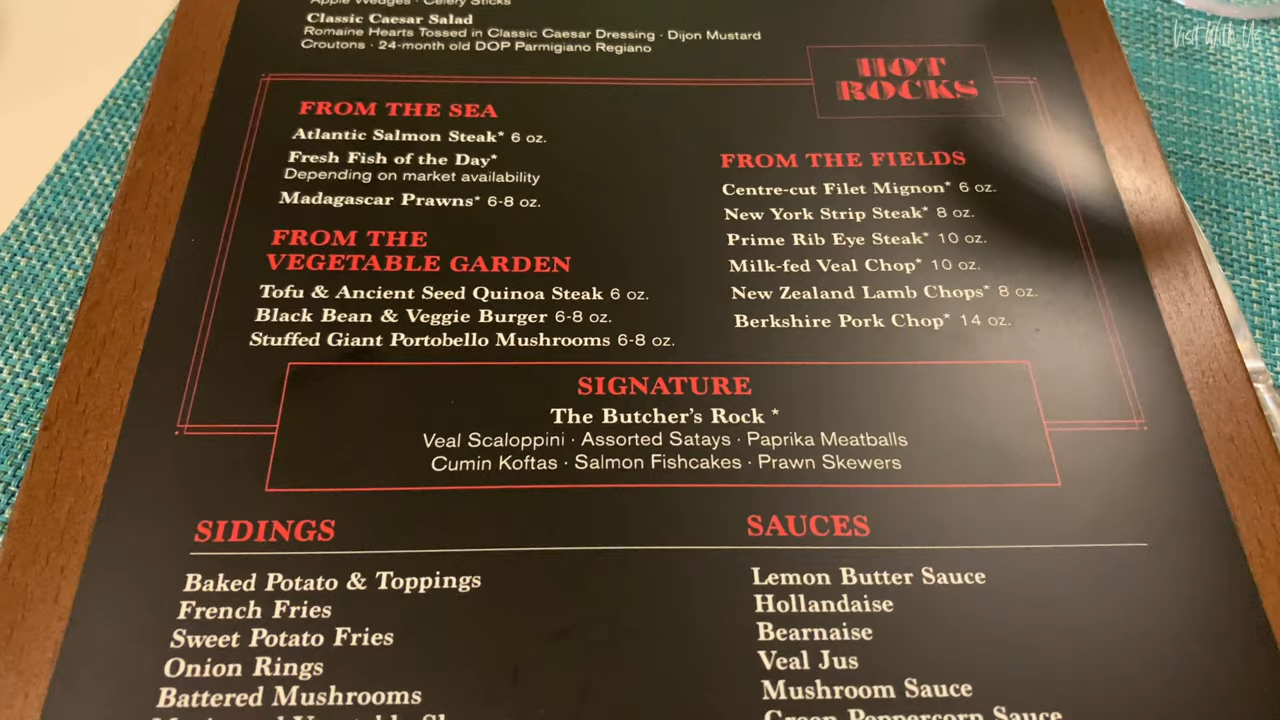 Apple Wedges · Celery Sticks
Classic Caesar Salad
Romaine Hearts Tossed in Classic Caesar Dressing · Dijon Mustard
Croutons · 24-month old DOP Parmigiano Regiano
Visit With Us
HOT
ROCKS
FROM THE SEA
Atlantic Salmon Steak* 6 oz.
Fresh Fish of the Day*
Depending on market availability
Madagascar Prawns* 6-8 oz.
FROM THE
VEGETABLE GARDEN
Tofu & Ancient Seed Quinoa Steak 6 oz.
Black Bean & Veggie Burger 6-8 oz.
Stuffed Giant Portobello Mushrooms 6-8 oz.
FROM THE FIELDS
Centre-cut Filet Mignon* 6 oz.
New York Strip Steak* 8 oz.
Prime Rib Eye Steak* 10 oz.
Milk-fed Veal Chop* 10 oz.
New Zealand Lamb Chops* 8 oz.
Berkshire Pork Chop* 14 oz.
SIGNATURE
The Butcher's Rock *
Veal Scaloppini · Assorted Satays · Paprika Meatballs
Cumin Koftas · Salmon Fishcakes · Prawn Skewers
SIDINGS
Baked Potato & Toppings
French Fries
Sweet Potato Fries
Onion Rings
Battered Mushrooms
SAUCES
Lemon Butter Sauce
Hollandaise
Bearnaise
Veal Jus
Mushroom Sauce
Green Peppercorn Sauce